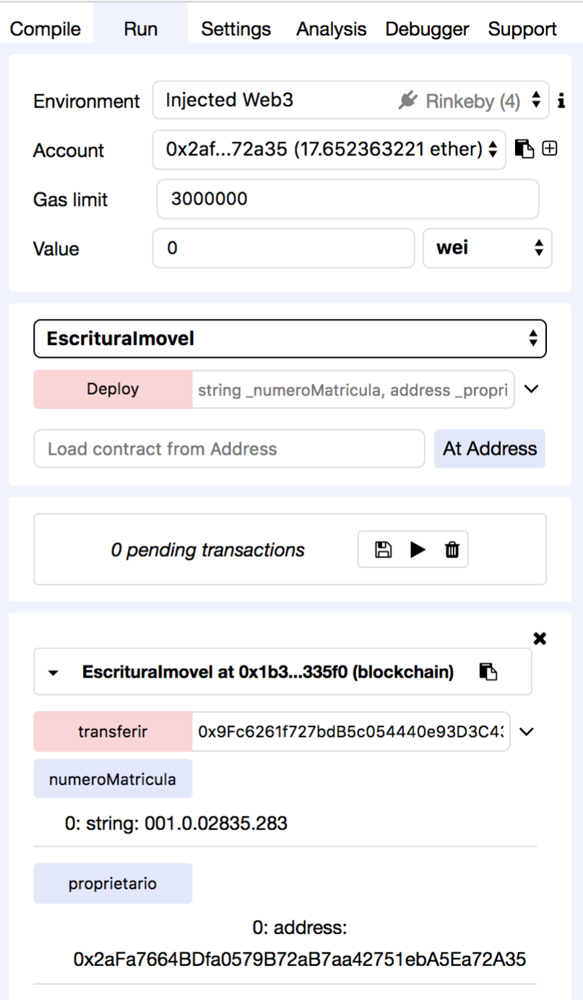 Compile Run Settings Analysis Debugger Support
Environment Injected Web3 Rinkeby (4) i
Account 0x2af...72a35 (17.652363221 ether)
Gas limit 3000000
Value 0 wei
EscrituraImovel
Deploy string _numeroMatricula, address _propri
Load contract from Address At Address
0 pending transactions
EscrituraImovel at 0x1b3...335f0 (blockchain)
transferir 0x9Fc6261f727bdB5c054440e93D3C43
numeroMatricula
0: string: 001.0.02835.283
proprietario
0: address:
0x2aFa7664BDfa0579B72aB7aa42751ebA5Ea72A35